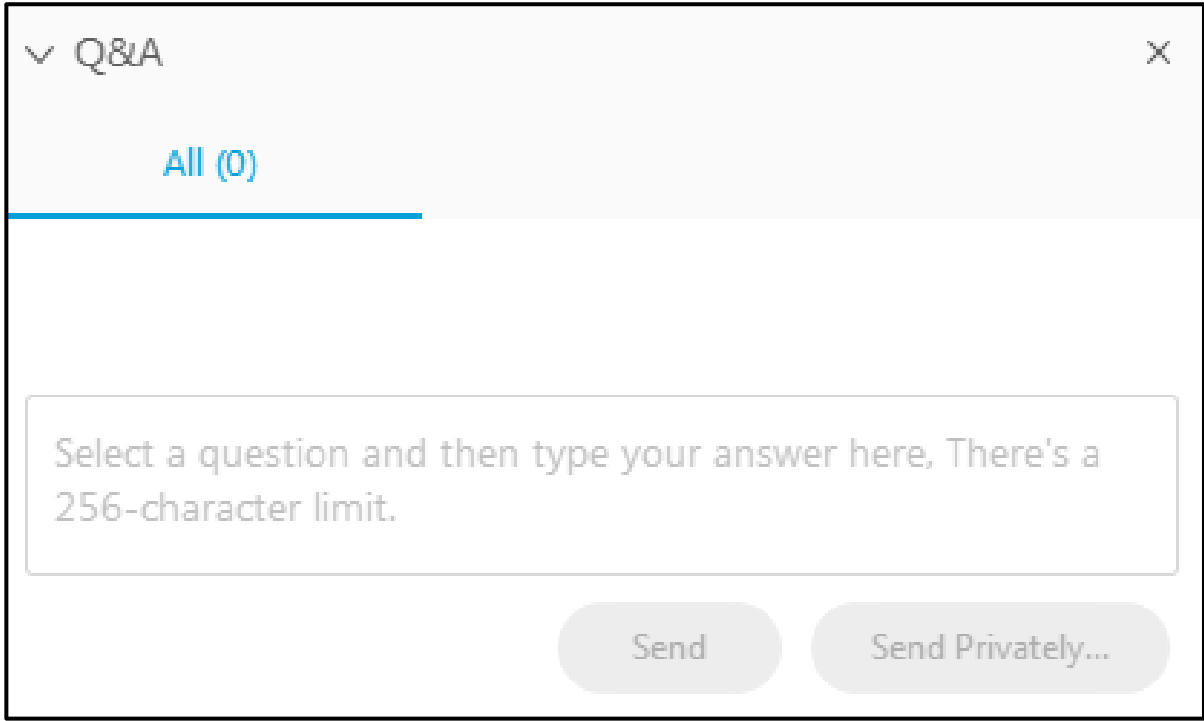 Q&A
All (0)
Select a question and then type your answer here, There's a
256-character limit.
Send
Send Privately...